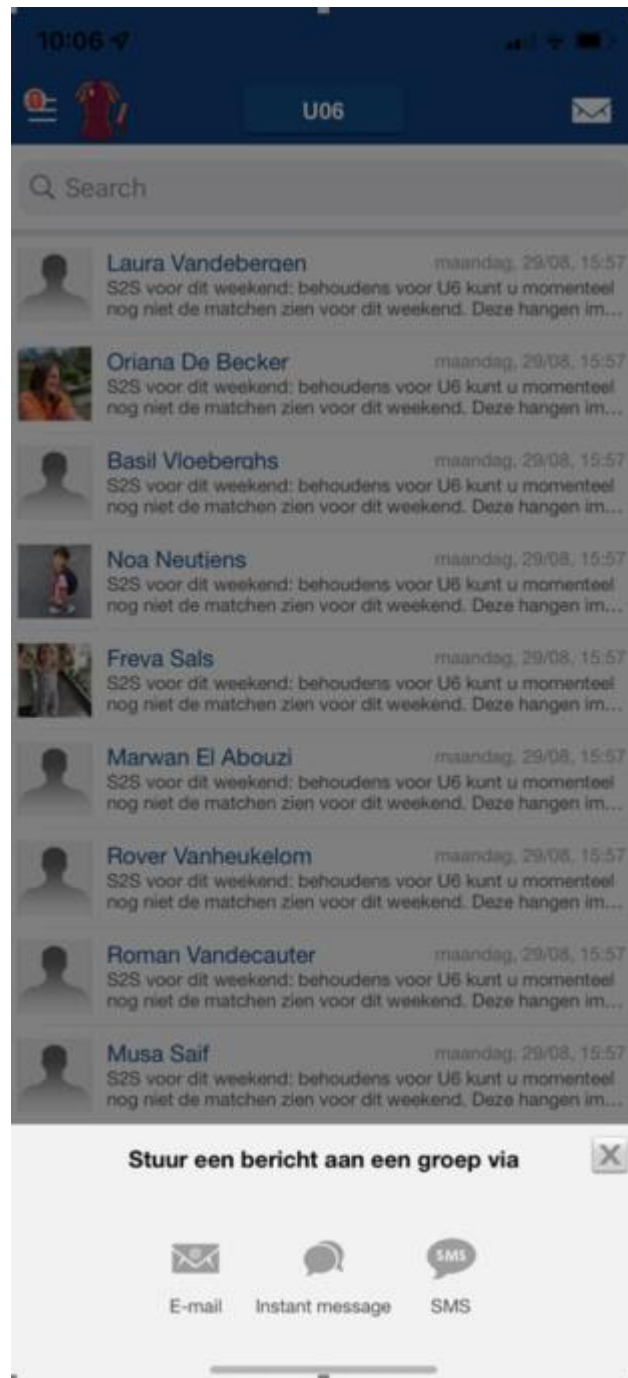 10:06
U06
Search
Laura Vandebergen maandag, 29/08, 15:57
S2S voor dit weekend: behoudens voor U6 kunt u momenteel
nog niet de matchen zien voor dit weekend. Deze hangen im...
Oriana De Becker maandag, 29/08, 15:57
S2S voor dit weekend: behoudens voor U6 kunt u momenteel
nog niet de matchen zien voor dit weekend. Deze hangen im...
Basil Vloeberghs maandag, 29/08, 15:57
S2S voor dit weekend: behoudens voor U6 kunt u momenteel
nog niet de matchen zien voor dit weekend. Deze hangen im...
Noa Neutjens maandag, 29/08, 15:57
S2S voor dit weekend: behoudens voor U6 kunt u momenteel
nog niet de matchen zien voor dit weekend. Deze hangen im...
Freya Sals maandag, 29/08, 15:57
S2S voor dit weekend: behoudens voor U6 kunt u momenteel
nog niet de matchen zien voor dit weekend. Deze hangen im...
Marwan El Abouzi maandag, 29/08, 15:57
S2S voor dit weekend: behoudens voor U6 kunt u momenteel
nog niet de matchen zien voor dit weekend. Deze hangen im...
Rover Vanheukelom maandag, 29/08, 15:57
S2S voor dit weekend: behoudens voor U6 kunt u momenteel
nog niet de matchen zien voor dit weekend. Deze hangen im...
Roman Vandecauter maandag, 29/08, 15:57
S2S voor dit weekend: behoudens voor U6 kunt u momenteel
nog niet de matchen zien voor dit weekend. Deze hangen im...
Musa Saif maandag, 29/08, 15:57
S2S voor dit weekend: behoudens voor U6 kunt u momenteel
nog niet de matchen zien voor dit weekend. Deze hangen im...
Stuur een bericht aan een groep via
SMS
E-mail Instant message SMS